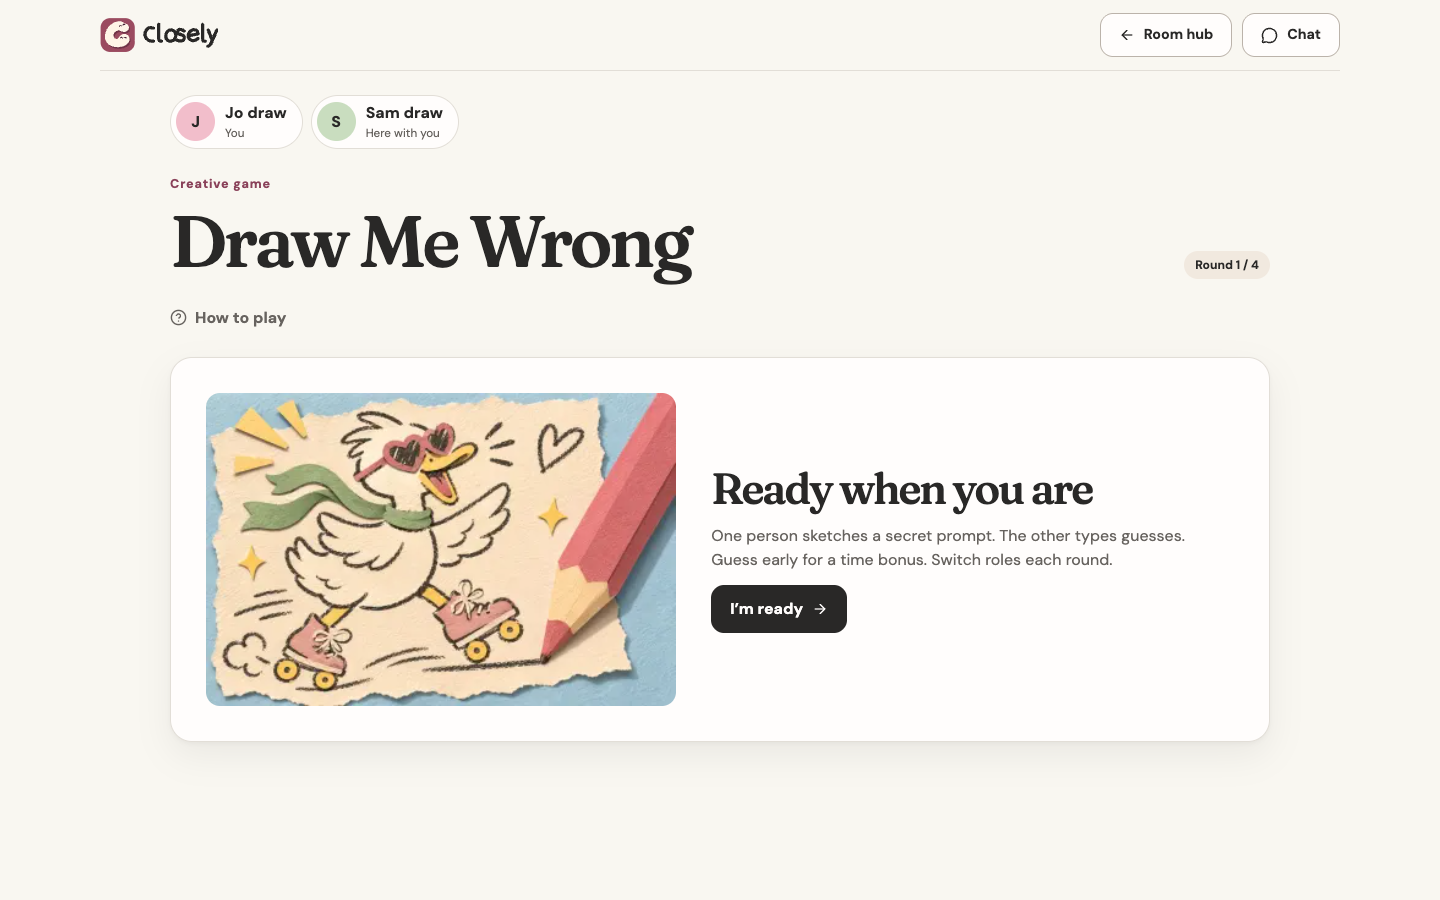 Closely
Room hub
Chat
J
Jo draw
You
S
Sam draw
Here with you
Creative game
Draw Me Wrong
Round 1 / 4
How to play
Ready when you are
One person sketches a secret prompt. The other types guesses.
Guess early for a time bonus. Switch roles each round.
I’m ready